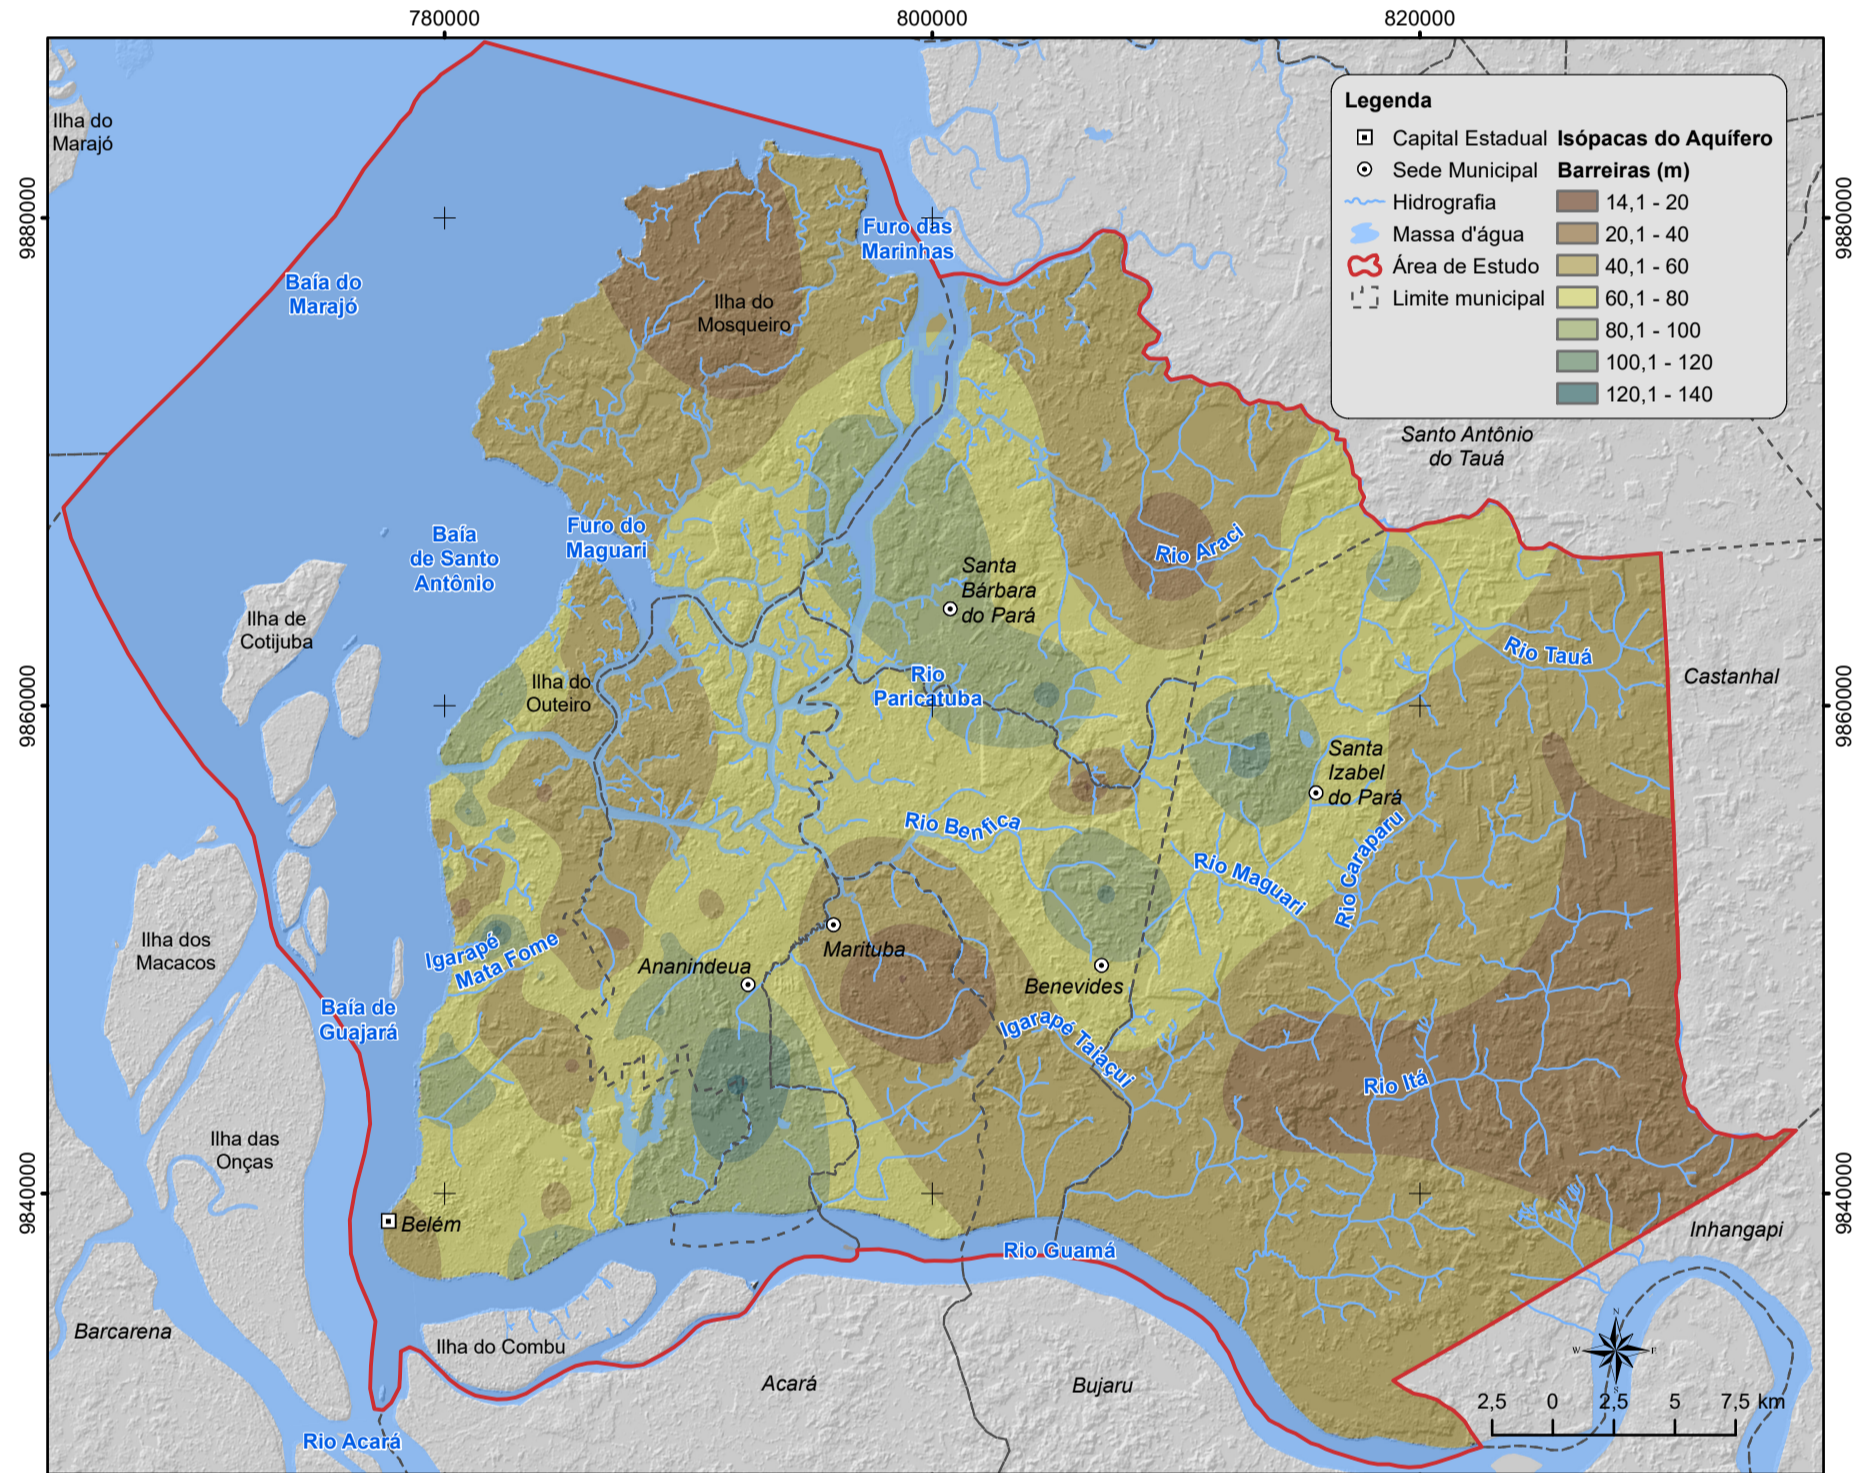 780000
800000
820000
9880000
9860000
9840000
9880000
9860000
9840000
Legenda
Capital Estadual
Sede Municipal
Hidrografia
Massa d'água
Área de Estudo
Limite municipal
Isópacas do Aquífero
Barreiras (m)
14,1 - 20
20,1 - 40
40,1 - 60
60,1 - 80
80,1 - 100
100,1 - 120
120,1 - 140
Ilha do
Marajó
Baía do
Marajó
Furo das
Marinhas
Ilha do
Mosqueiro
Santo Antônio
do Tauá
Baía
de Santo
Antônio
Furo do
Maguari
Rio Araci
Santa
Bárbara
do Pará
Ilha de
Cotijuba
Rio Tauá
Castanhal
Ilha do
Outeiro
Rio
Paricatuba
Santa
Izabel
do Pará
Rio Benfica
Rio Maguari
Rio Caraparu
Ilha dos
Macacos
Igarapé
Mata Fome
Ananindeua
Marituba
Benevides
Baía de
Guajará
Igarapé Taiaçuí
Rio Itá
Ilha das
Onças
Belém
Inhangapi
Rio Guamá
Barcarena
Ilha do Combu
Acará
Bujaru
Rio Acará
N
W
E
S
2,5
0
2,5
5
7,5 km